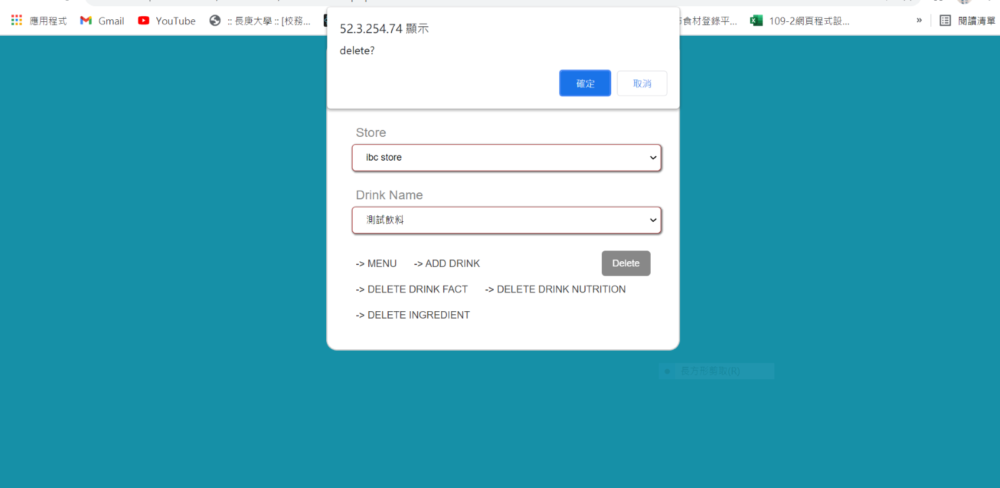 應用程式 Gmail YouTube :: 長庚大學 :: [校務... 食材登錄平... 109-2網頁程式設... » 閱讀清單
52.3.254.74 顯示
delete?
確定 取消
Store
ibc store
Drink Name
測試飲料
-> MENU -> ADD DRINK Delete
-> DELETE DRINK FACT -> DELETE DRINK NUTRITION
-> DELETE INGREDIENT
長方形剪取(R)